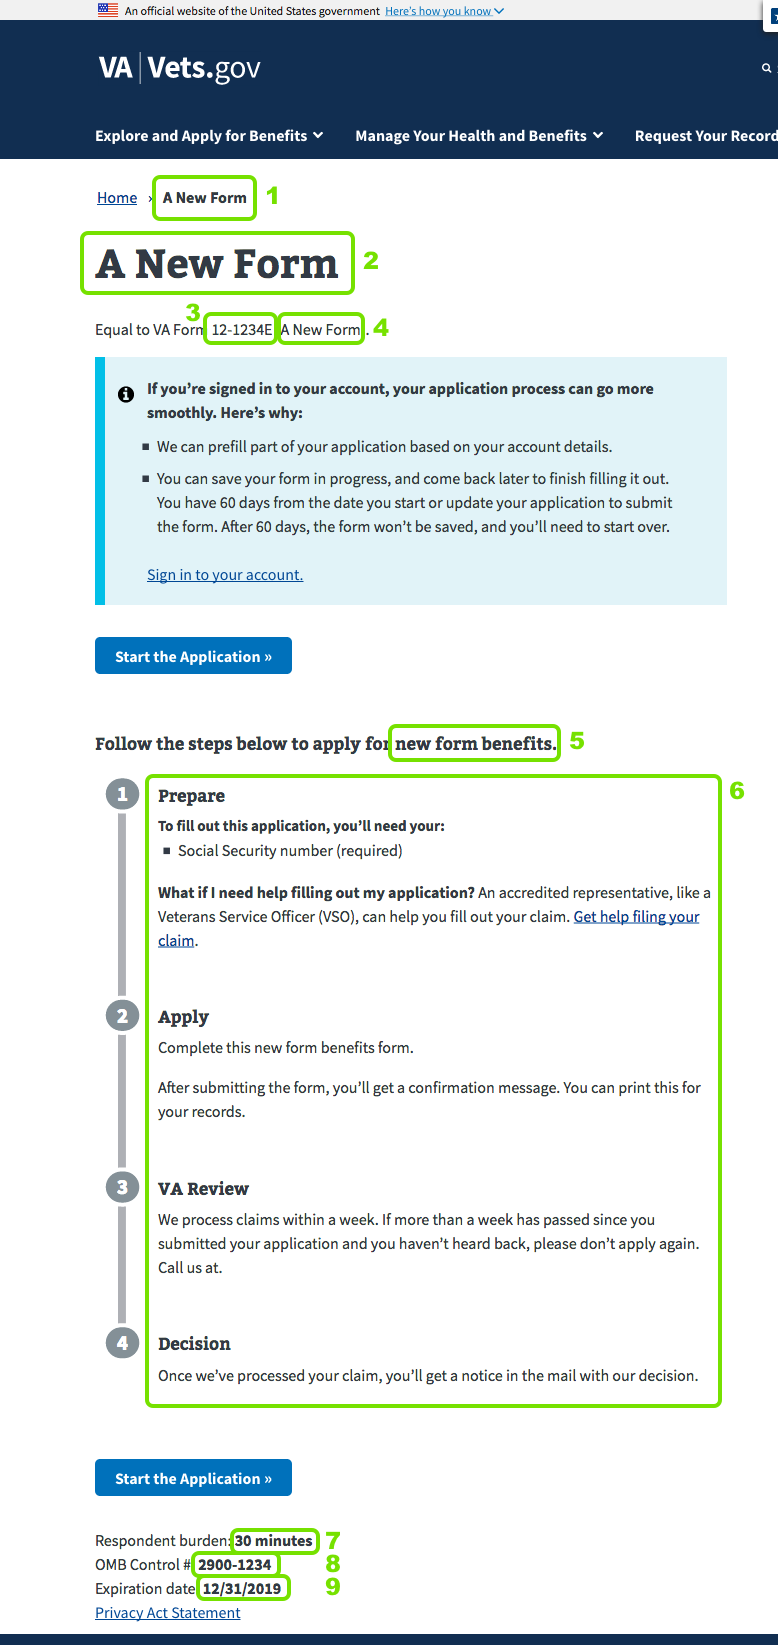 An official website of the United States government Here's how you know
VA | Vets.gov
Explore and Apply for Benefits Manage Your Health and Benefits Request Your Record
Home › A New Form 1
A New Form 2
3
Equal to VA Form 12-1234E A New Form. 4
If you’re signed in to your account, your application process can go more
smoothly. Here’s why:
We can prefill part of your application based on your account details.
You can save your form in progress, and come back later to finish filling it out.
You have 60 days from the date you start or update your application to submit
the form. After 60 days, the form won’t be saved, and you’ll need to start over.
Sign in to your account.
Start the Application »
Follow the steps below to apply for new form benefits. 5
6
1 Prepare
To fill out this application, you’ll need your:
Social Security number (required)
What if I need help filling out my application? An accredited representative, like a
Veterans Service Officer (VSO), can help you fill out your claim. Get help filing your
claim.
2 Apply
Complete this new form benefits form.
After submitting the form, you’ll get a confirmation message. You can print this for
your records.
3 VA Review
We process claims within a week. If more than a week has passed since you
submitted your application and you haven’t heard back, please don’t apply again.
Call us at.
4 Decision
Once we’ve processed your claim, you’ll get a notice in the mail with our decision.
Start the Application »
Respondent burden: 30 minutes 7
OMB Control # 2900-1234 8
Expiration date 12/31/2019 9
Privacy Act Statement